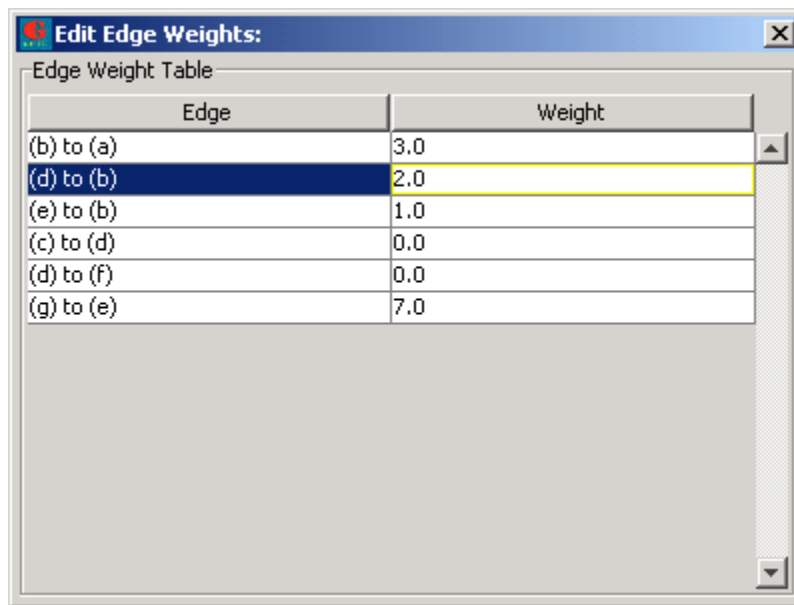 Edit Edge Weights:
Edge Weight Table
Edge Weight
(b) to (a) 3.0
(d) to (b) 2.0
(e) to (b) 1.0
(c) to (d) 0.0
(d) to (f) 0.0
(g) to (e) 7.0